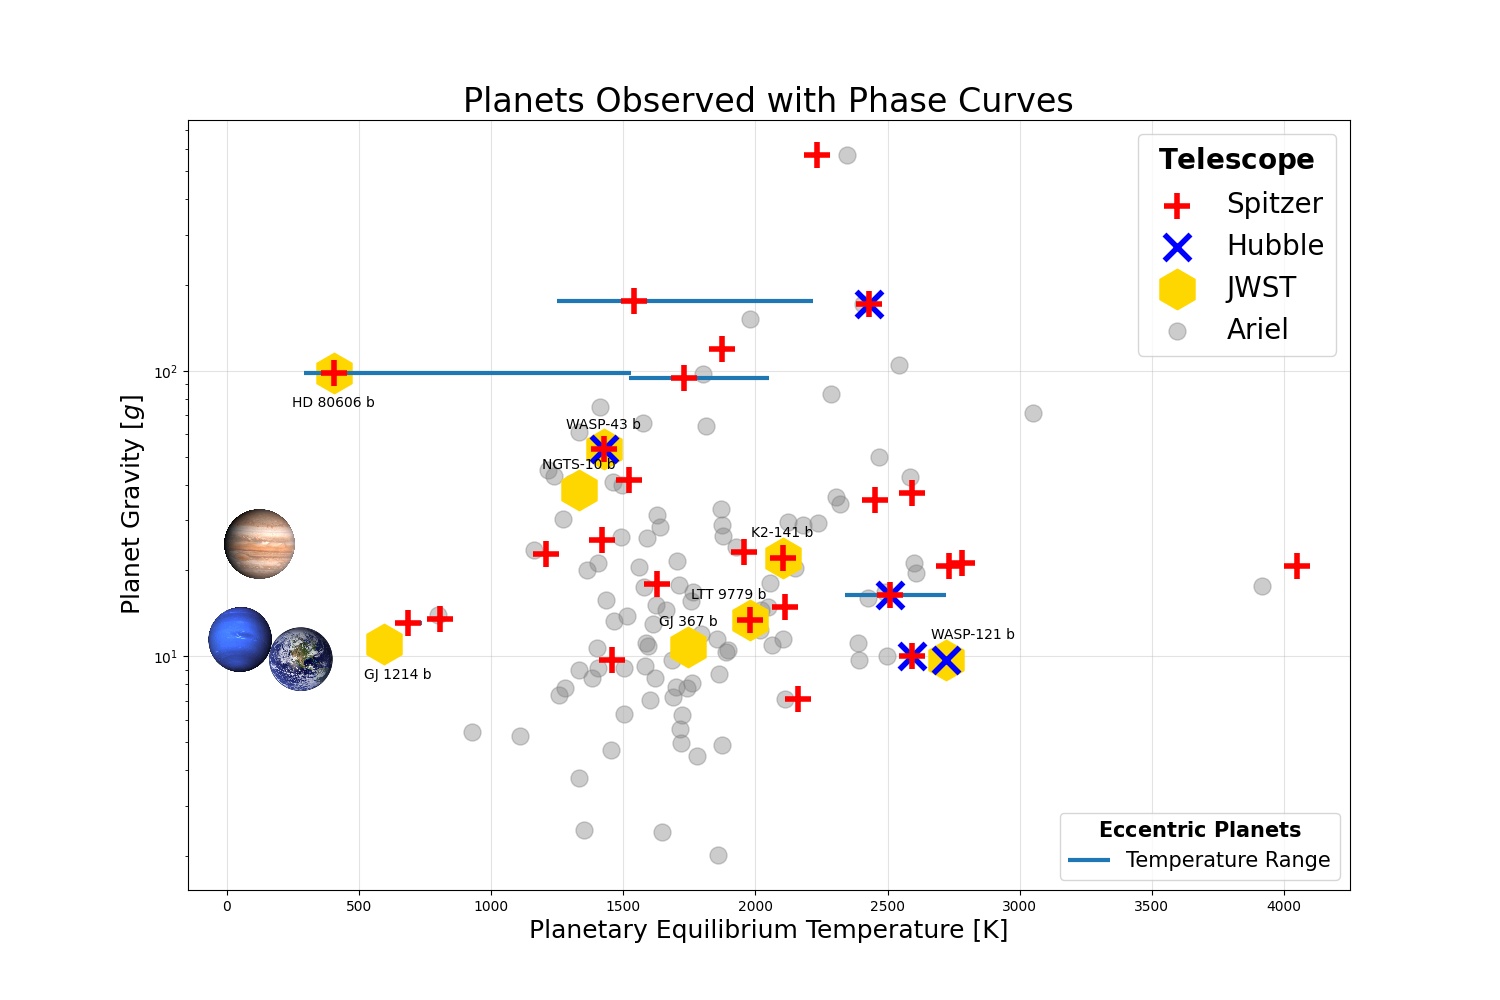 Planets Observed with Phase Curves
Telescope
Spitzer
Hubble
JWST
Ariel
10²
10¹
Planet Gravity [g]
HD 80606 b
WASP-43 b
NGTS-10 b
K2-141 b
LTT 9779 b
GJ 367 b
WASP-121 b
GJ 1214 b
Eccentric Planets
Temperature Range
0 500 1000 1500 2000 2500 3000 3500 4000
Planetary Equilibrium Temperature [K]